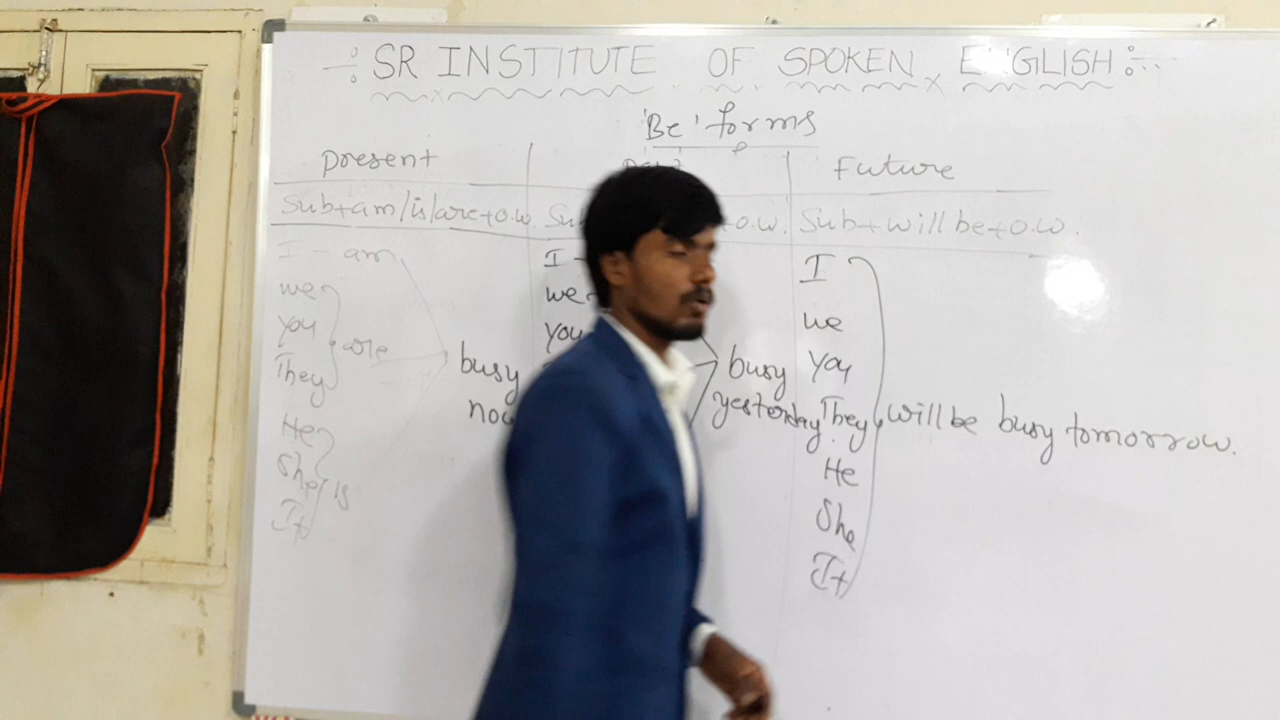 SR INSTITUTE OF SPOKEN ENGLISH
'Be' forms
Present
Sub+am/is/are+o.w.
I - am
we
you
They
are
He
She
It
is
busy
now
o.w.
I
we
you
busy
yesterday
Future
Sub+will be+o.w.
I
we
you
They
He
She
It
will be busy tomorrow.